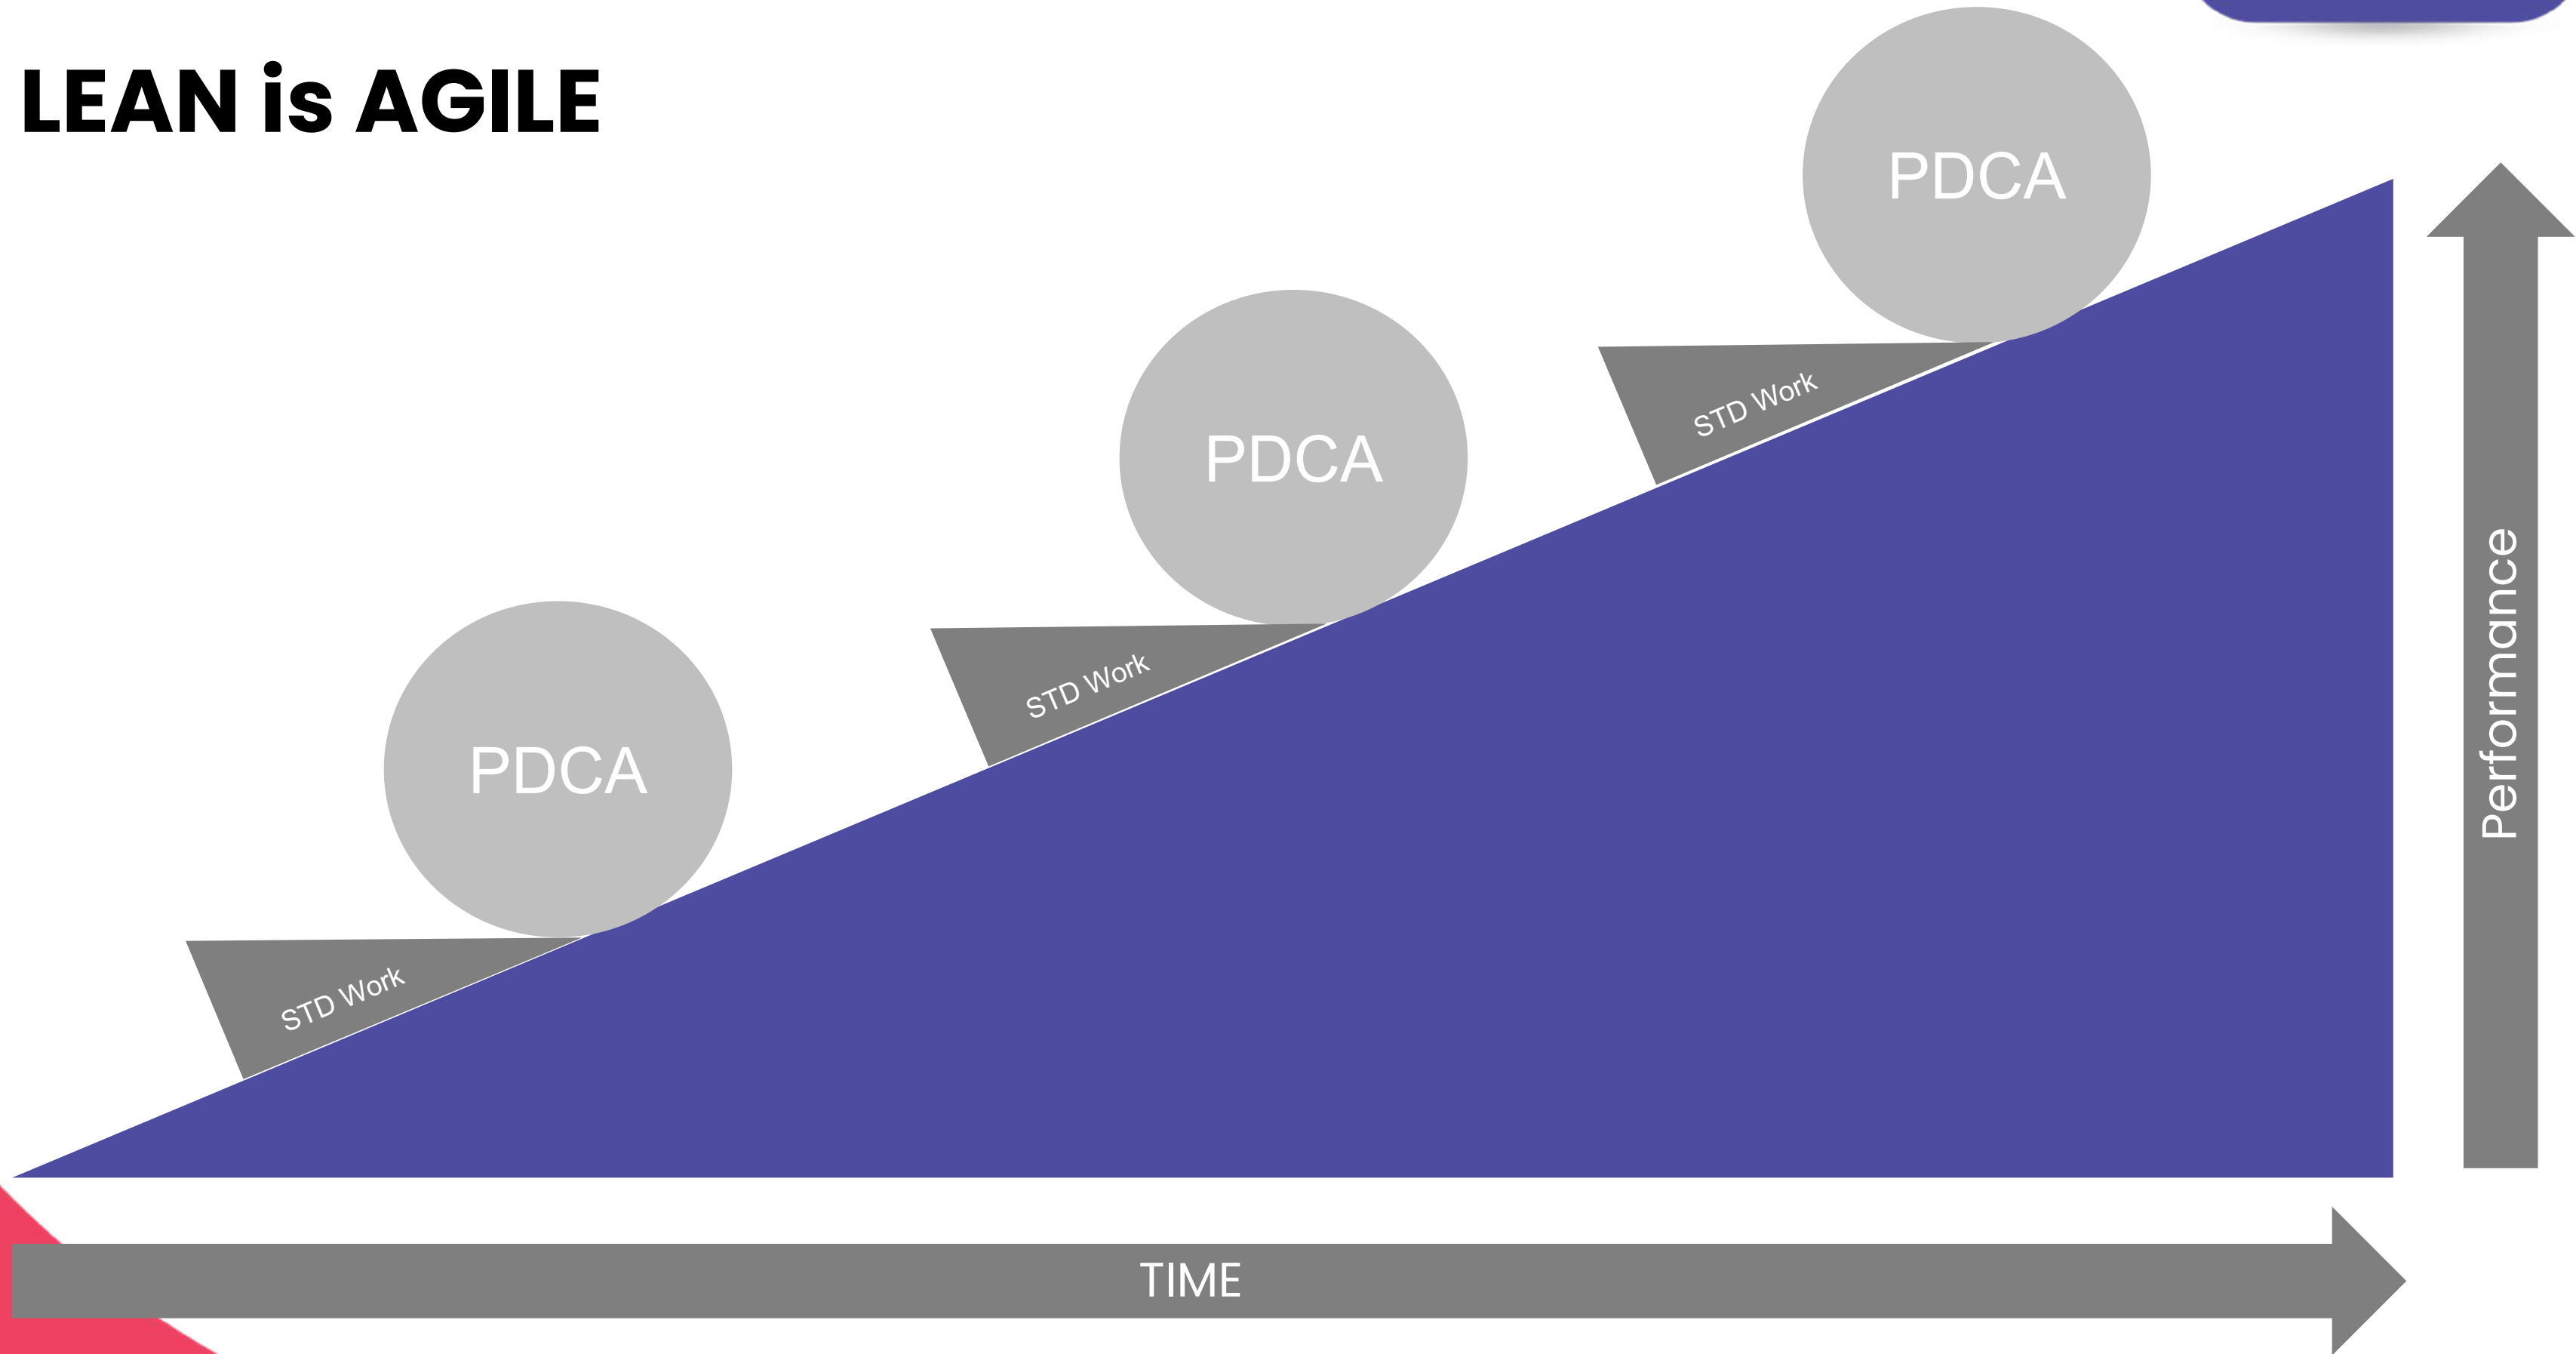 LEAN is AGILE
PDCA
STD Work
PDCA
STD Work
PDCA
STD Work
Performance
TIME